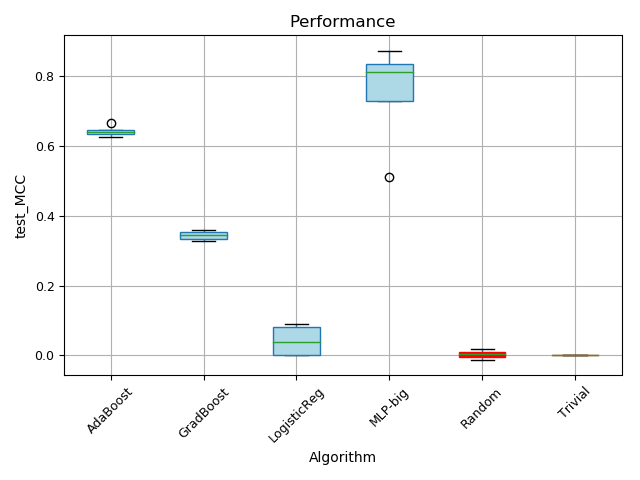 Performance
test_MCC
0.8
0.6
0.4
0.2
0.0
AdaBoost
GradBoost
LogisticReg
MLP-big
Random
Trivial
Algorithm